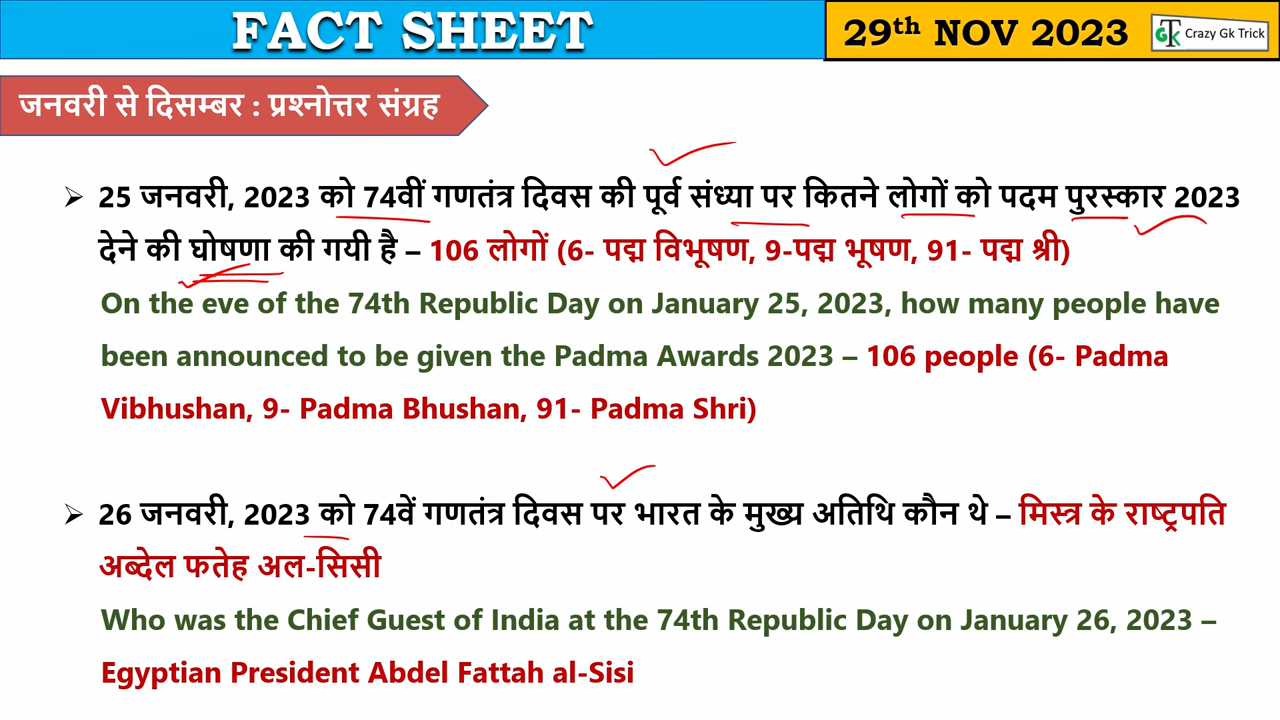 FACT SHEET
29th NOV 2023
GTK Crazy Gk Trick
जनवरी से दिसम्बर : प्रश्नोत्तर संग्रह
25 जनवरी, 2023 को 74वीं गणतंत्र दिवस की पूर्व संध्या पर कितने लोगों को पदम पुरस्कार 2023
देने की घोषणा की गयी है – 106 लोगों (6- पद्म विभूषण, 9-पद्म भूषण, 91- पद्म श्री)
On the eve of the 74th Republic Day on January 25, 2023, how many people have
been announced to be given the Padma Awards 2023 – 106 people (6- Padma
Vibhushan, 9- Padma Bhushan, 91- Padma Shri)
26 जनवरी, 2023 को 74वें गणतंत्र दिवस पर भारत के मुख्य अतिथि कौन थे – मिस्त्र के राष्ट्रपति
अब्देल फतेह अल-सिसी
Who was the Chief Guest of India at the 74th Republic Day on January 26, 2023 –
Egyptian President Abdel Fattah al-Sisi